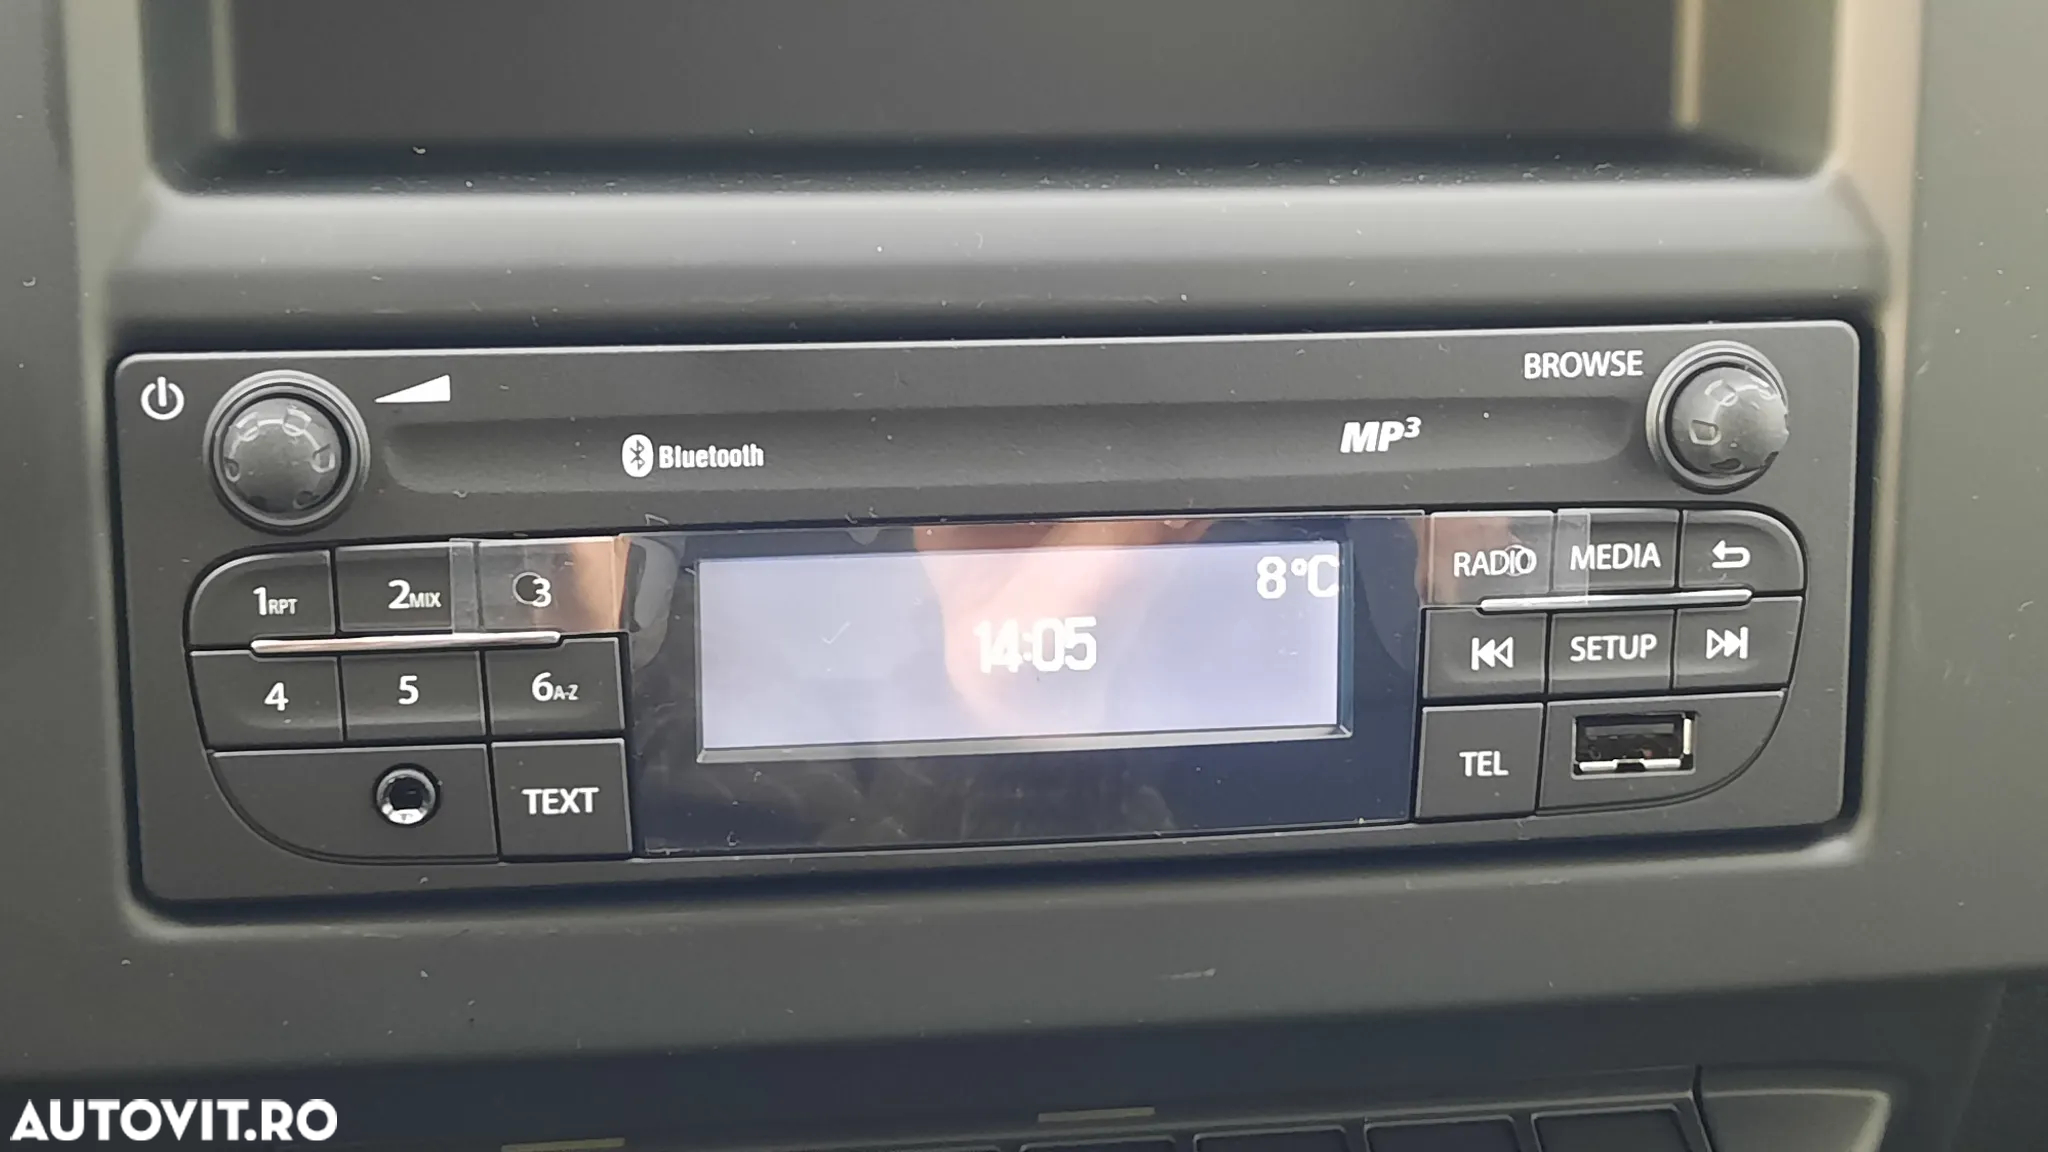 BROWSE
Bluetooth
MP3
1RPT
2MIX
3
8°C
RADIO
MEDIA
14:05
4
5
6A-Z
SETUP
TEXT
TEL
AUTOVIT.RO